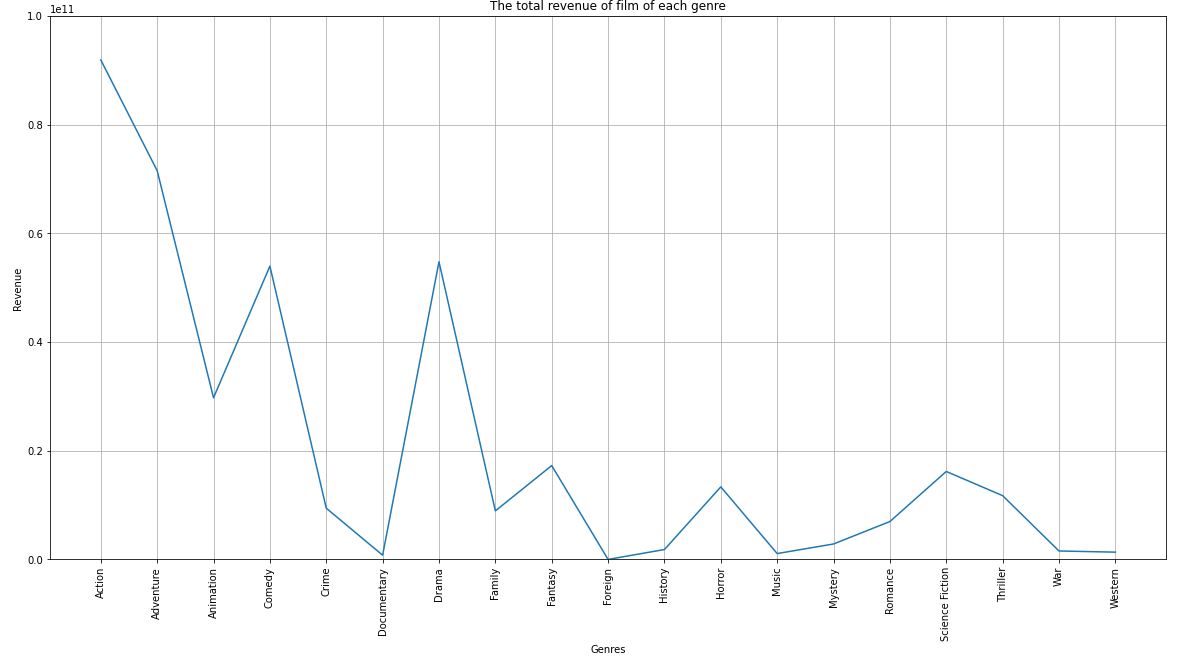 The total revenue of film of each genre
1e11
1.0
0.8
0.6
0.4
0.2
0.0
Revenue
Action
Adventure
Animation
Comedy
Crime
Documentary
Drama
Family
Fantasy
Foreign
History
Horror
Music
Mystery
Romance
Science Fiction
Thriller
War
Western
Genres